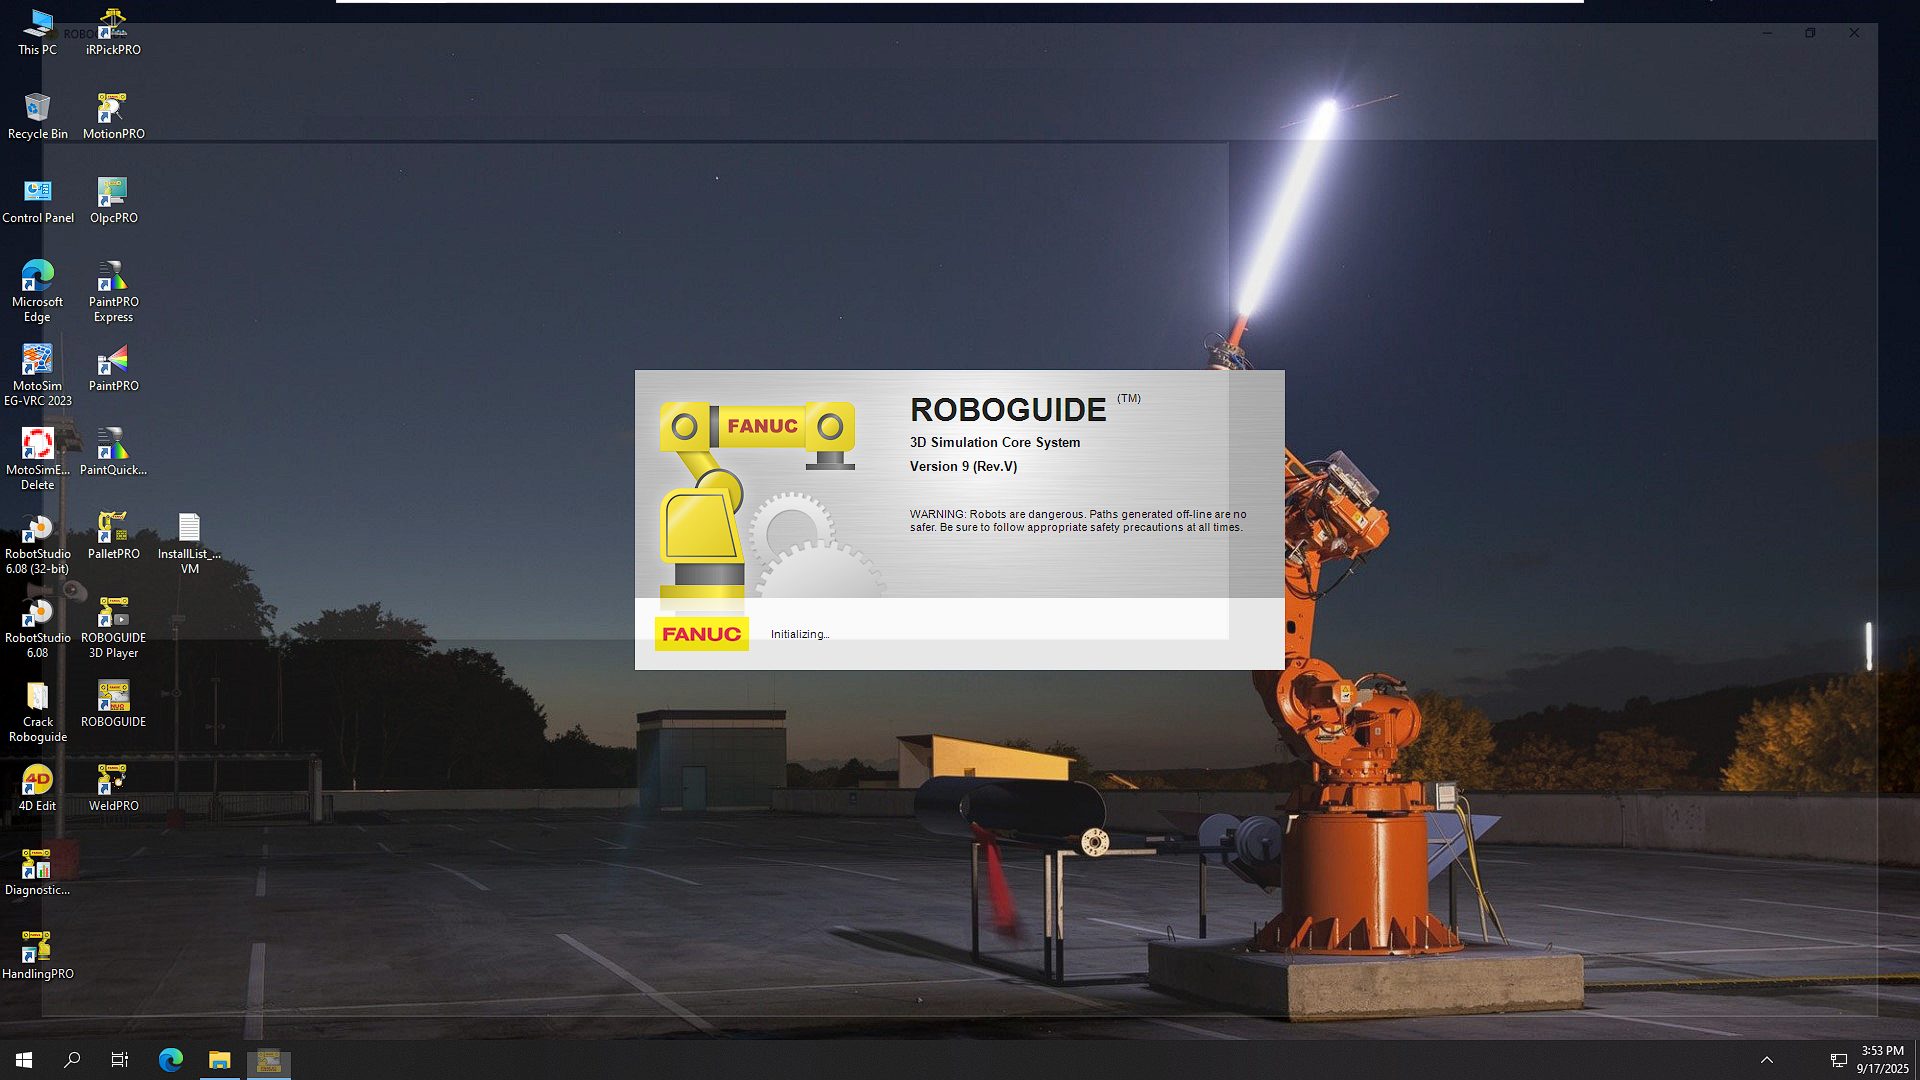 This PC
ROBOGUIDE
iRPickPRO
Recycle Bin
MotionPRO
Control Panel
OlpcPRO
Microsoft
Edge
PaintPRO
Express
MotoSim
EG-VRC 2023
PaintPRO
MotoSimE...
Delete
PaintQuick...
RobotStudio
6.08 (32-bit)
PalletPRO
InstallList_...
VM
RobotStudio
6.08
ROBOGUIDE
3D Player
Crack
Roboguide
ROBOGUIDE
4D
4D Edit
WeldPRO
Diagnostic...
HandlingPRO
FANUC
ROBOGUIDE (TM)
3D Simulation Core System
Version 9 (Rev.V)
WARNING: Robots are dangerous. Paths generated off-line are no
safer. Be sure to follow appropriate safety precautions at all times.
FANUC
Initializing...
3:53 PM
9/17/2025